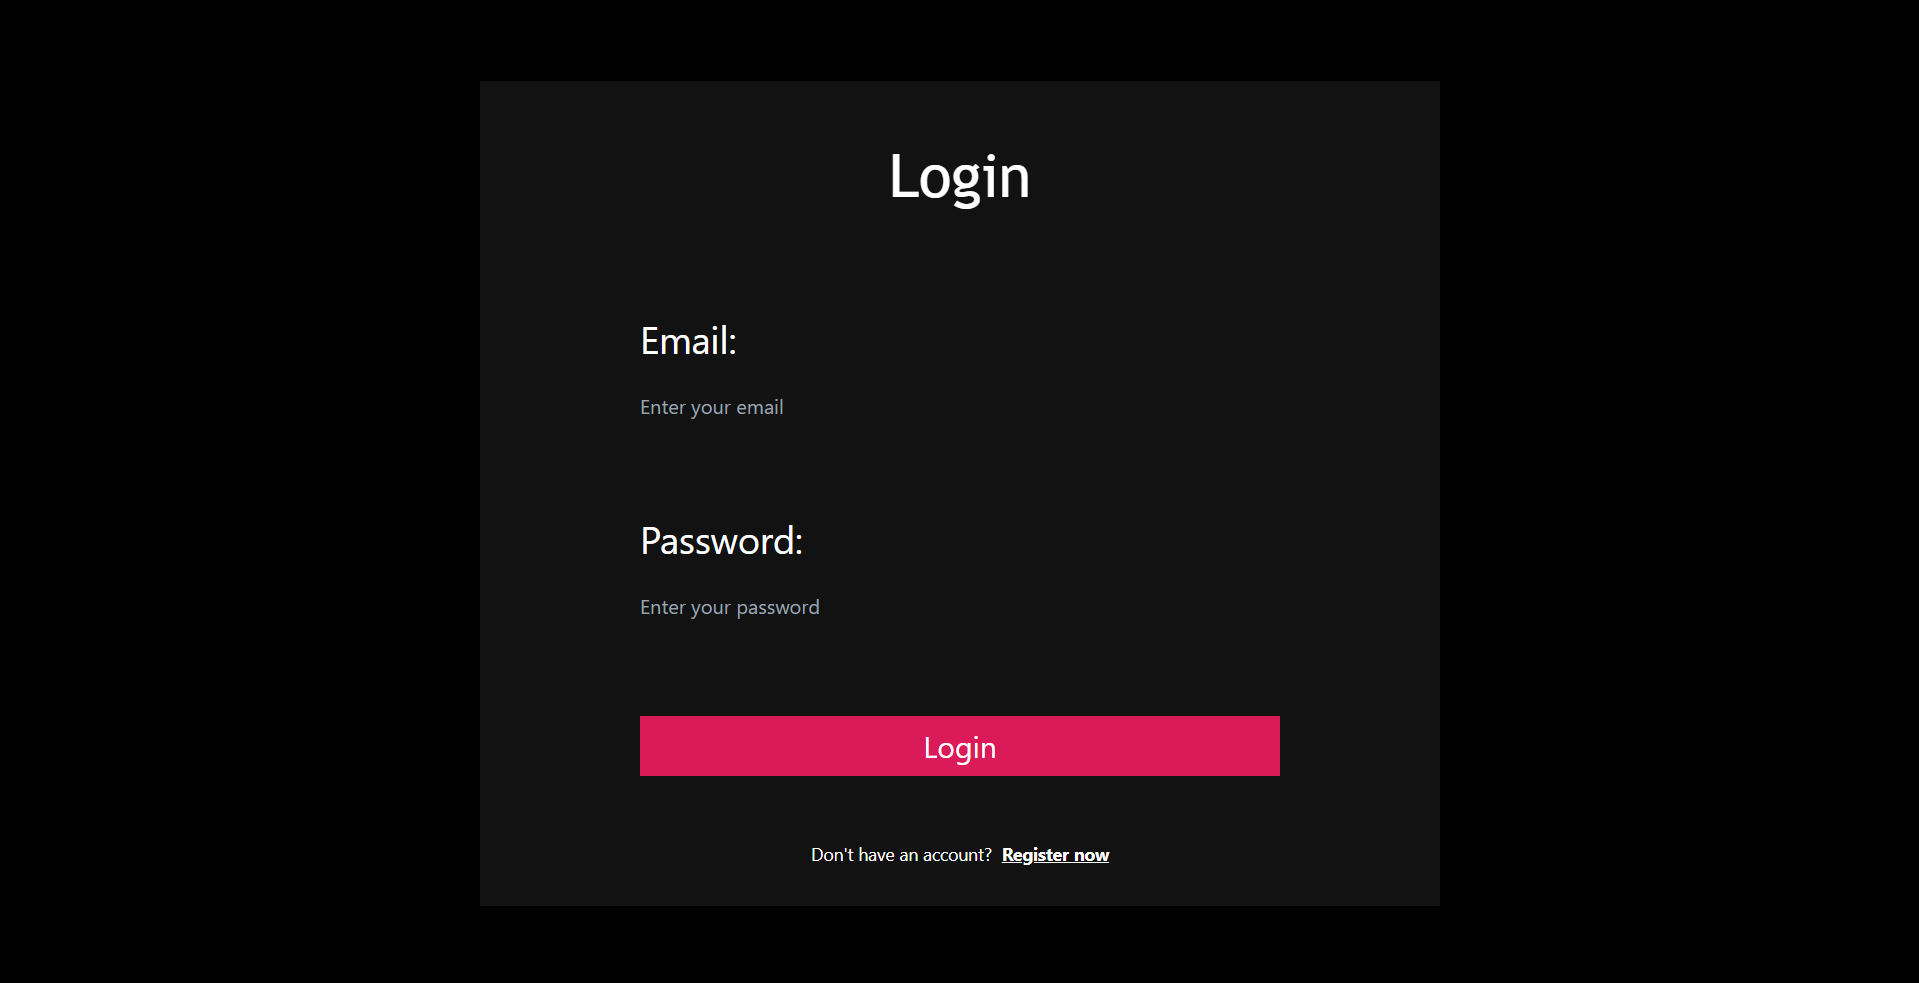 Login
Email:
Enter your email
Password:
Enter your password
Login
Don't have an account? Register now